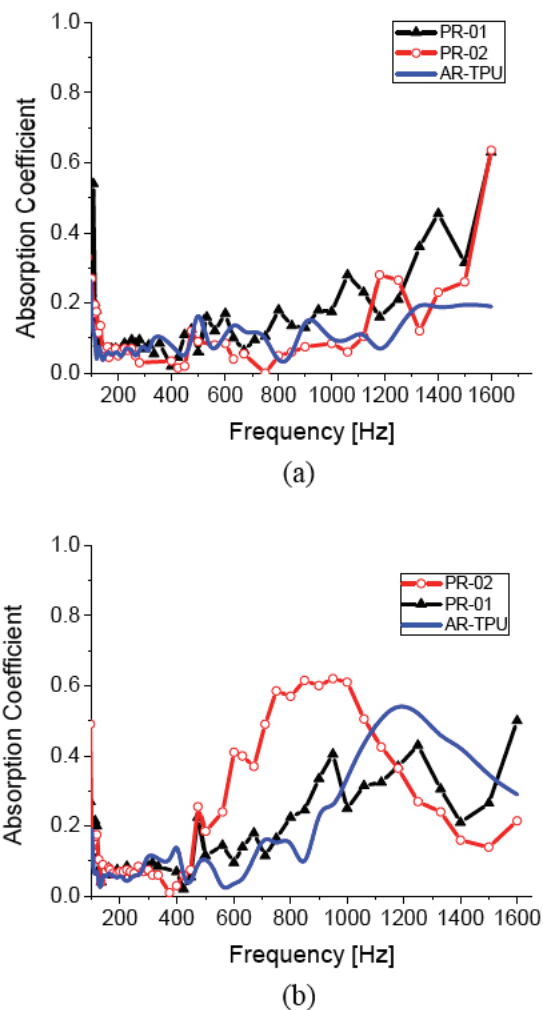 1.0
0.8
0.6
0.4
0.2
0.0
Absorption Coefficient
PR-01
PR-02
AR-TPU
200 400 600 800 1000 1200 1400 1600
Frequency [Hz]
(a)
1.0
0.8
0.6
0.4
0.2
0.0
Absorption Coefficient
PR-02
PR-01
AR-TPU
200 400 600 800 1000 1200 1400 1600
Frequency [Hz]
(b)